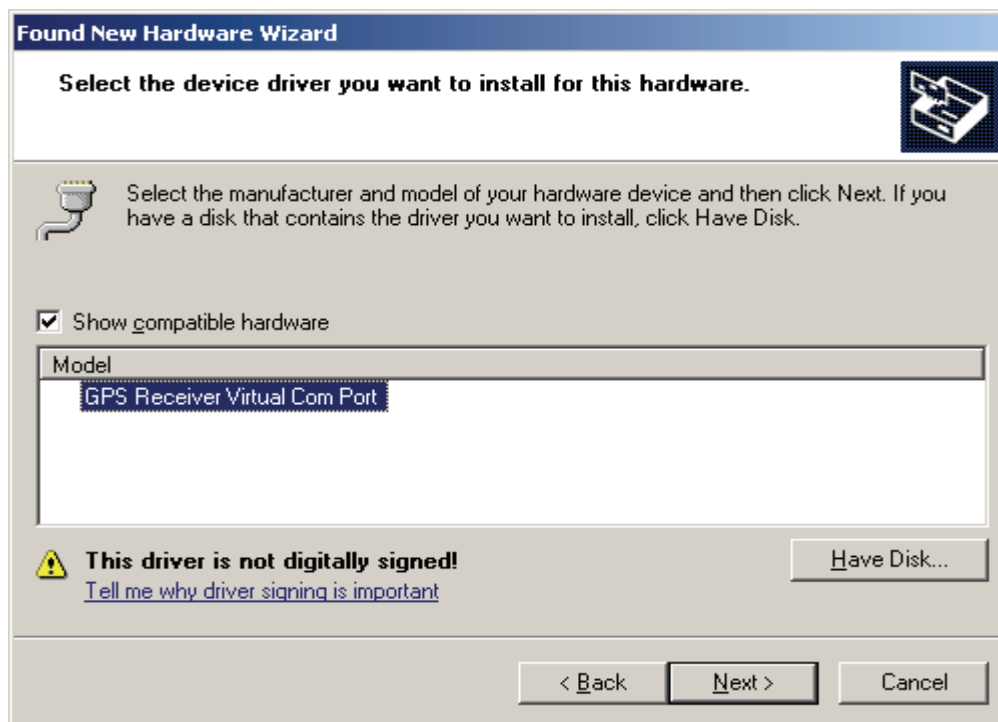 Found New Hardware Wizard
Select the device driver you want to install for this hardware.
Select the manufacturer and model of your hardware device and then click Next. If you
have a disk that contains the driver you want to install, click Have Disk.
Show compatible hardware
Model
GPS Receiver Virtual Com Port
This driver is not digitally signed!
Have Disk...
Tell me why driver signing is important
< Back
Next >
Cancel